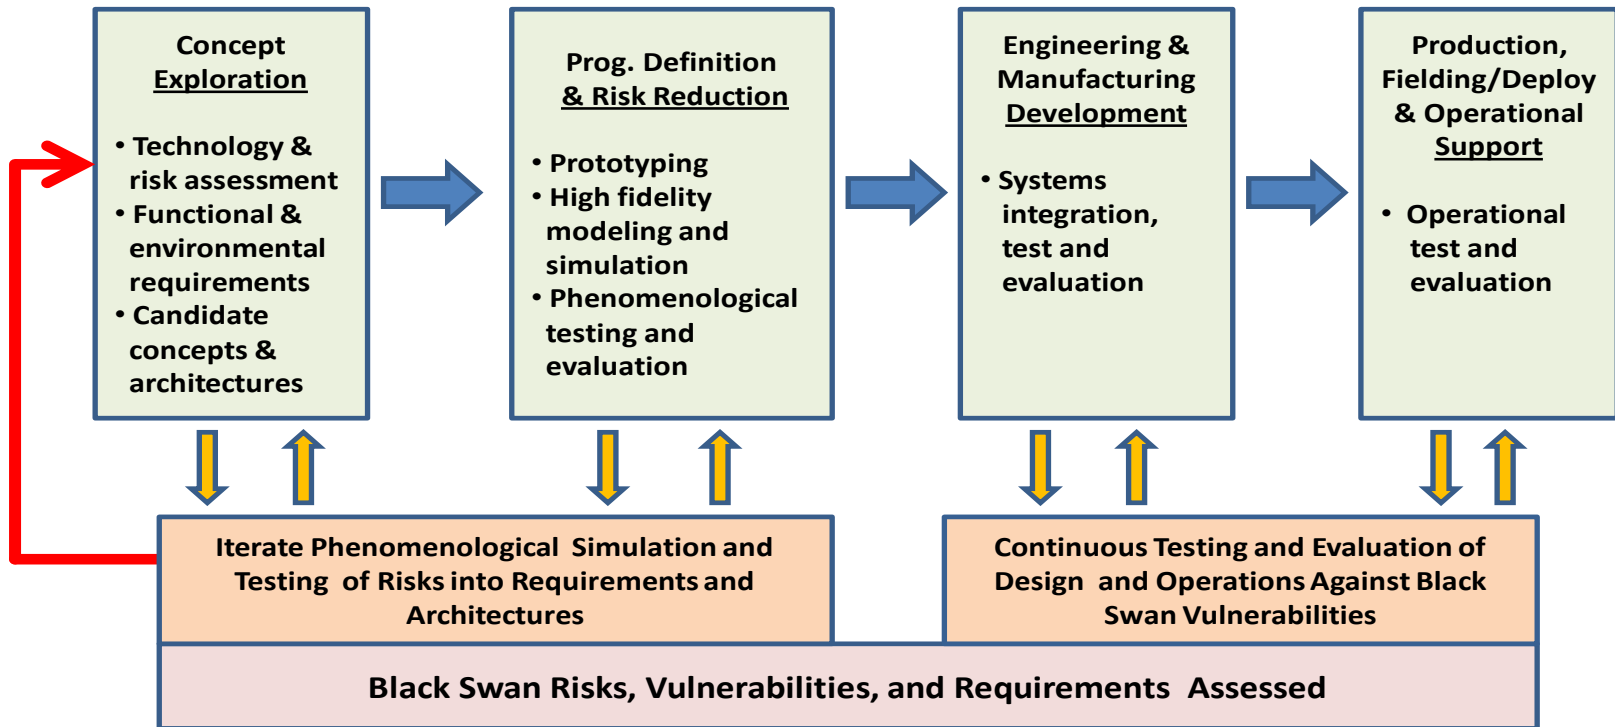 Concept
Exploration
• Technology &
risk assessment
• Functional &
environmental
requirements
• Candidate
concepts &
architectures
Prog. Definition
& Risk Reduction
• Prototyping
• High fidelity
modeling and
simulation
• Phenomenological
testing and
evaluation
Engineering &
Manufacturing
Development
• Systems
integration,
test and
evaluation
Production,
Fielding/Deploy
& Operational
Support
• Operational
test and
evaluation
Iterate Phenomenological Simulation and
Testing of Risks into Requirements and
Architectures
Continuous Testing and Evaluation of
Design and Operations Against Black
Swan Vulnerabilities
Black Swan Risks, Vulnerabilities, and Requirements Assessed